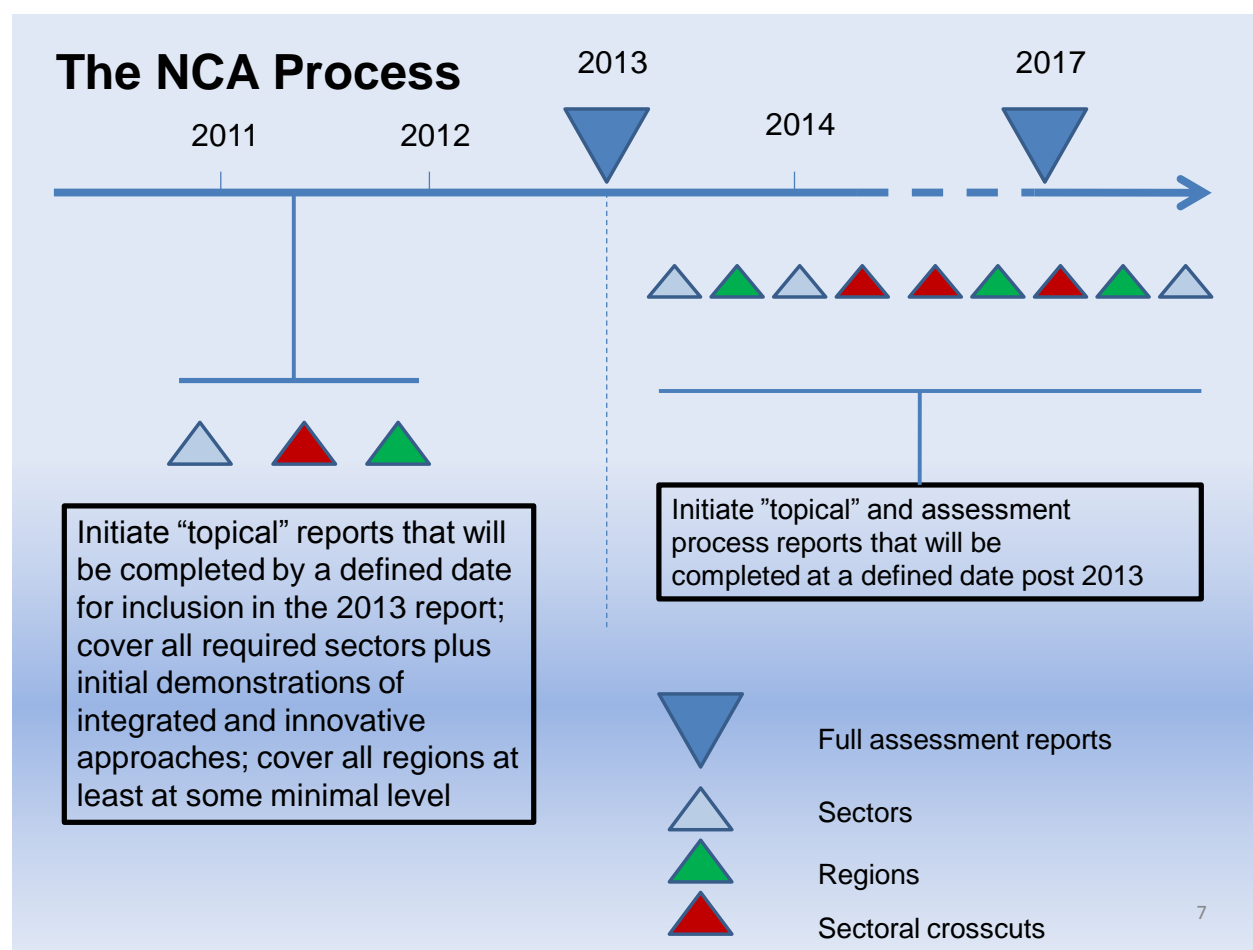 The NCA Process
2013
2017
2011
2012
2014
Initiate “topical” reports that will
be completed by a defined date
for inclusion in the 2013 report;
cover all required sectors plus
initial demonstrations of
integrated and innovative
approaches; cover all regions at
least at some minimal level
Initiate ”topical” and assessment
process reports that will be
completed at a defined date post 2013
Full assessment reports
Sectors
Regions
Sectoral crosscuts
7